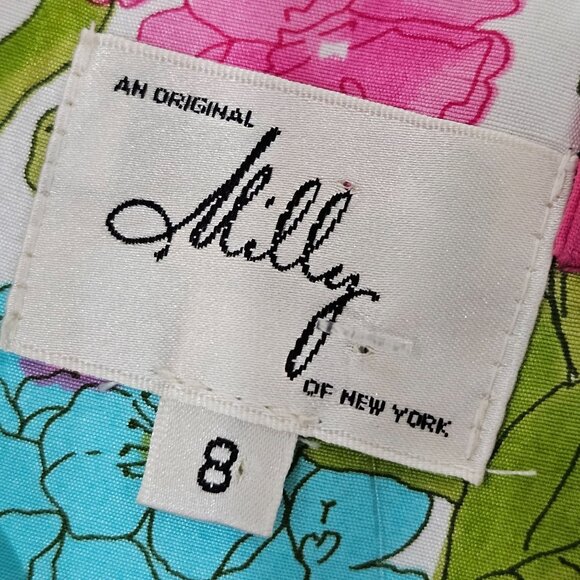 AN ORIGINAL
Milly
OF NEW YORK
8